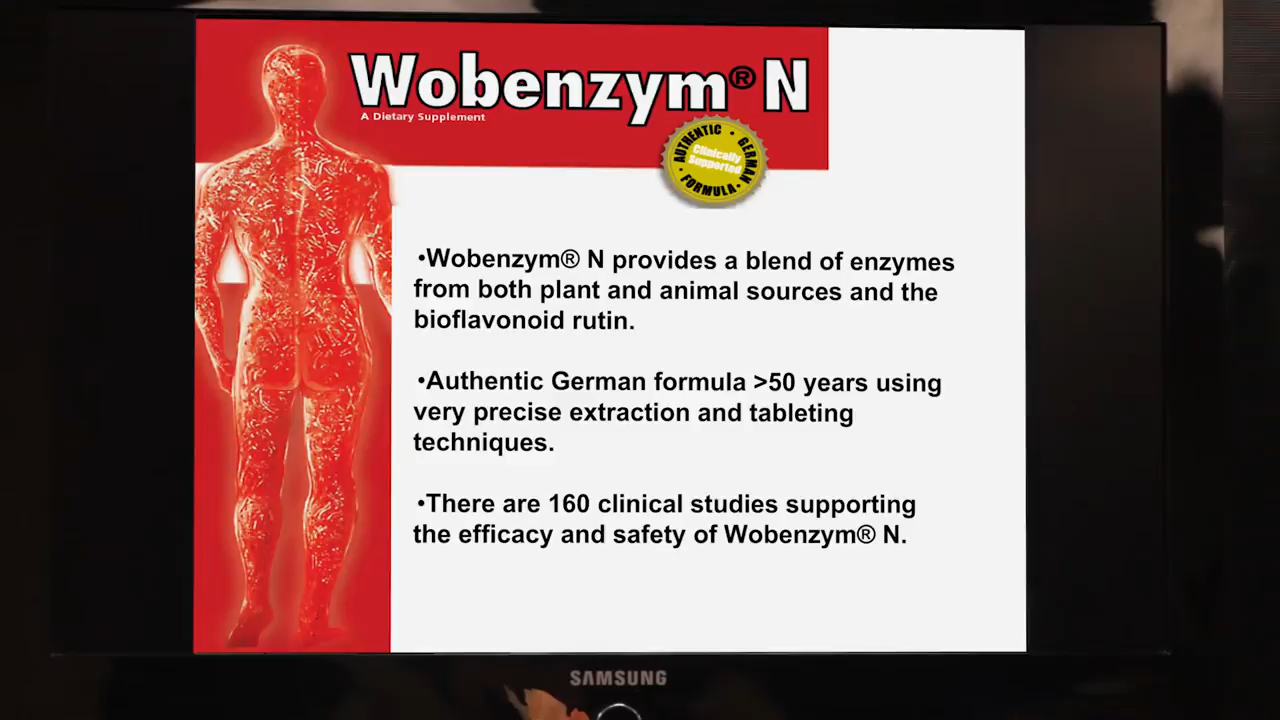 Wobenzym® N
A Dietary Supplement
AUTHENTIC • GERMAN
Clinically
Supported
• FORMULA •
•Wobenzym® N provides a blend of enzymes
from both plant and animal sources and the
bioflavonoid rutin.
•Authentic German formula >50 years using
very precise extraction and tableting
techniques.
•There are 160 clinical studies supporting
the efficacy and safety of Wobenzym® N.
SAMSUNG